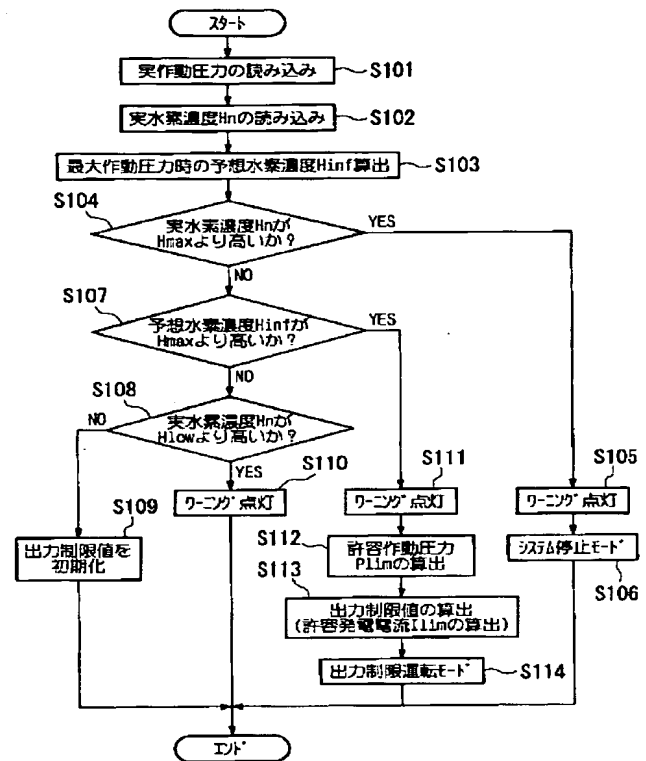 スタート
実作動圧力の読み込み
S101
実水素濃度Hnの読み込み
S102
最大作動圧力時の予想水素濃度Hinf算出
S103
S104
実水素濃度Hnが
Hmaxより高いか?
YES
NO
S107
予想水素濃度Hinfが
Hmaxより高いか?
YES
NO
S108
実水素濃度Hnが
Hlowより高いか?
NO
YES
S109
出力制限値を
初期化
S110
ワーニング点灯
S111
ワーニング点灯
S112
許容作動圧力
Plimの算出
S113
出力制限値の算出
(許容発電電流Ilimの算出)
出力制限運転モード
S114
S105
ワーニング点灯
システム停止モード
S106
エンド